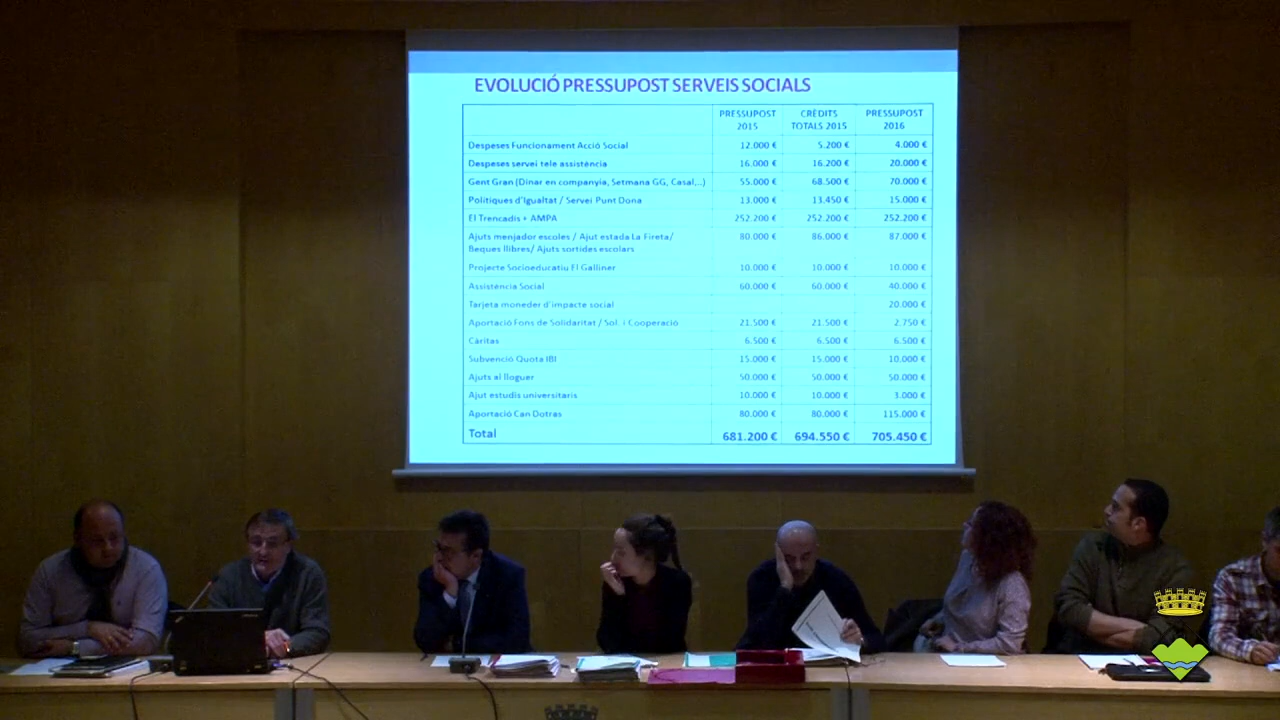 EVOLUCIÓ PRESSUPOST SERVEIS SOCIALS
PRESSUPOST 2015 CRÈDITS TOTALS 2015 PRESSUPOST 2016
Despeses Funcionament Acció Social 12.000 € 5.200 € 4.000 €
Despeses servei tele assistència 16.000 € 16.200 € 20.000 €
Gent Gran (Dinar en companyia, Setmana GG, Casal,..) 55.000 € 68.500 € 70.000 €
Polítiques d'Igualtat / Servei Punt Dona 13.000 € 13.450 € 15.000 €
El Trencadís + AMPA 252.200 € 252.200 € 252.200 €
Ajuts menjador escoles / Ajut estada La Fireta/ 80.000 € 86.000 € 87.000 €
Beques llibres/ Ajuts sortides escolars
Projecte Socioeducatiu El Galliner 10.000 € 10.000 € 10.000 €
Assistència Social 60.000 € 60.000 € 40.000 €
Tarjeta moneder d'impacte social 20.000 €
Aportació Fons de Solidaritat / Sol. i Cooperació 21.500 € 21.500 € 2.750 €
Càritas 6.500 € 6.500 € 6.500 €
Subvenció Quota IBI 15.000 € 15.000 € 10.000 €
Ajuts al lloguer 50.000 € 50.000 € 50.000 €
Ajut estudis universitaris 10.000 € 10.000 € 3.000 €
Aportació Can Dotras 80.000 € 80.000 € 115.000 €
Total 681.200 € 694.550 € 705.450 €